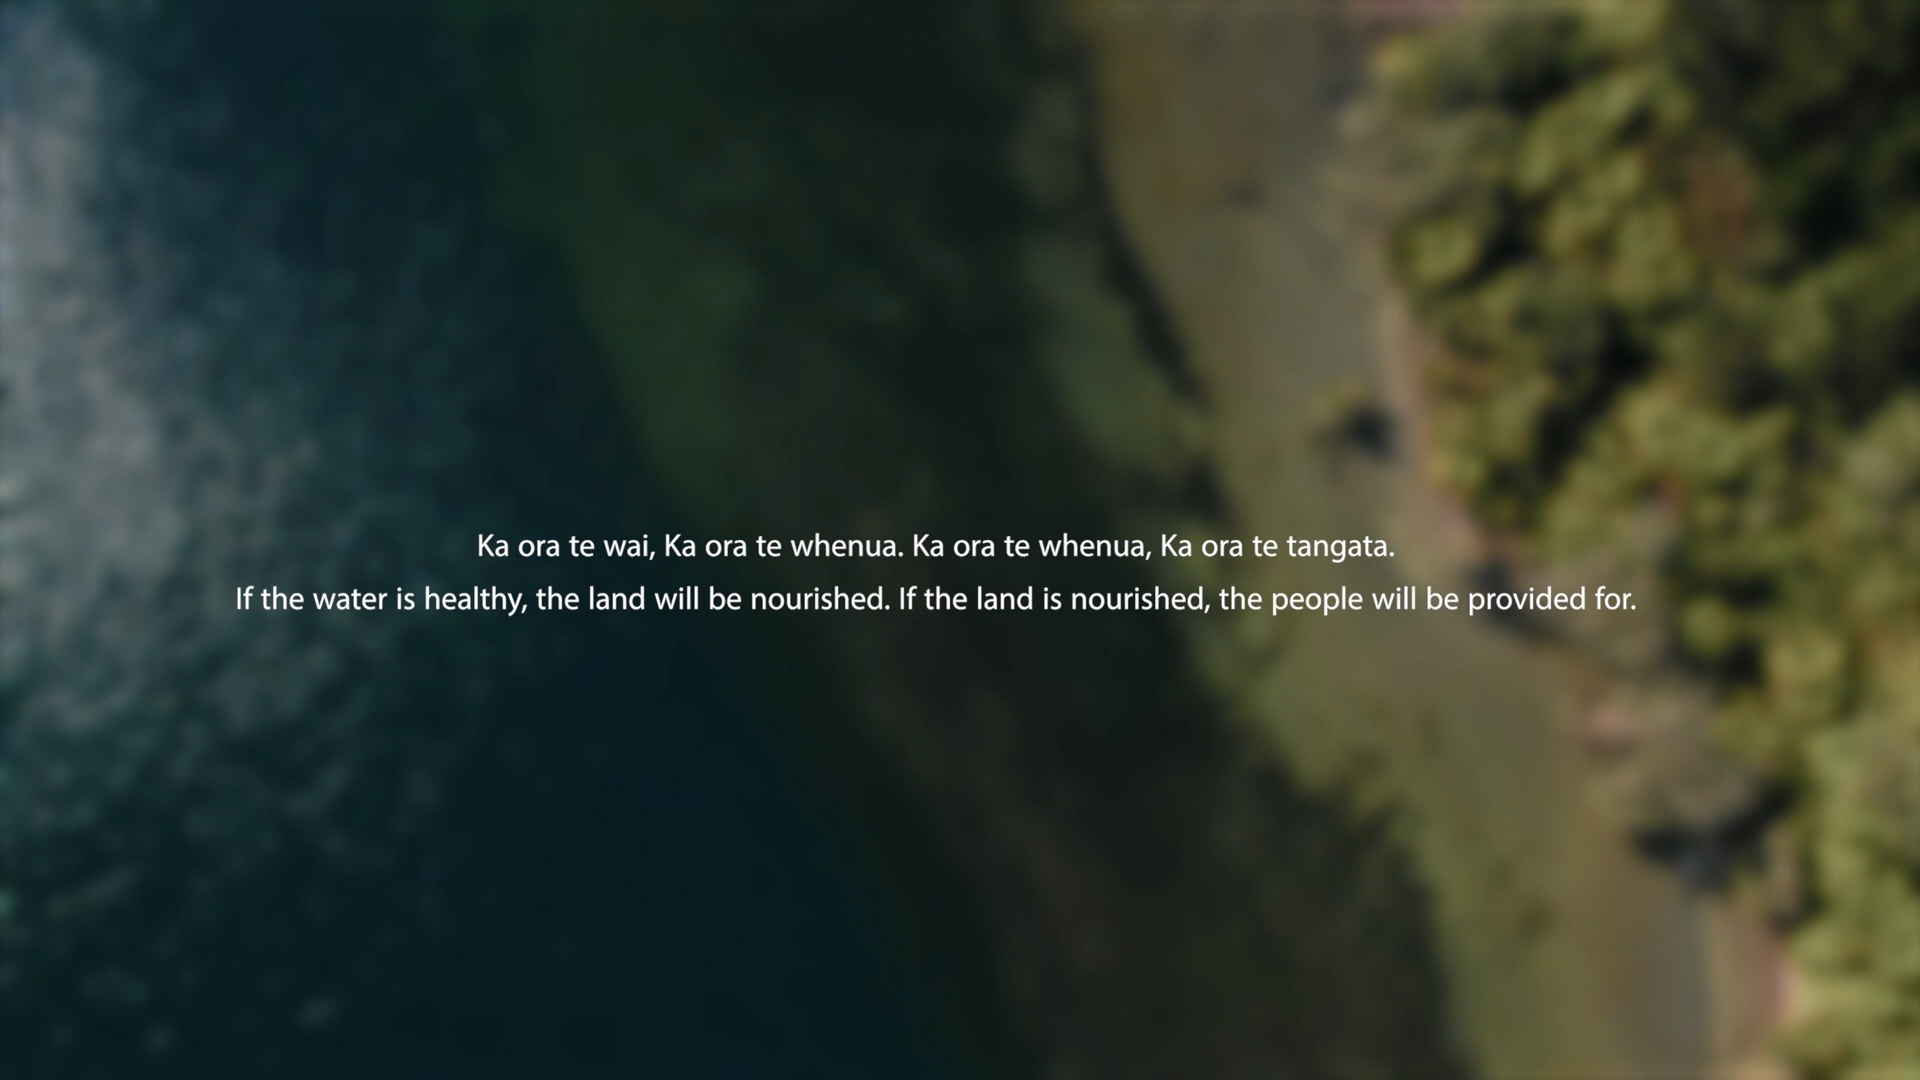 Ka ora te wai, Ka ora te whenua. Ka ora te whenua, Ka ora te tangata.
If the water is healthy, the land will be nourished. If the land is nourished, the people will be provided for.